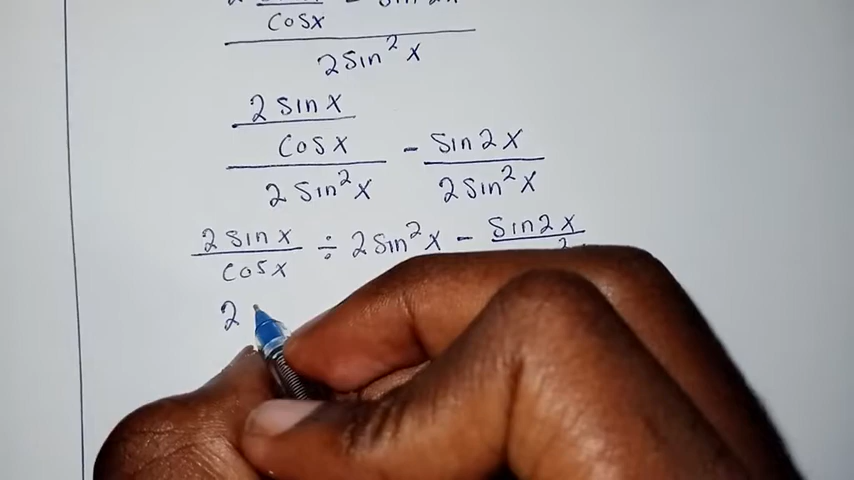 cosx
2sin²x
2sinx
cosx - sin2x
2sin²x 2sin²x
2sinx ÷ 2sin²x - sin2x
cosx
2